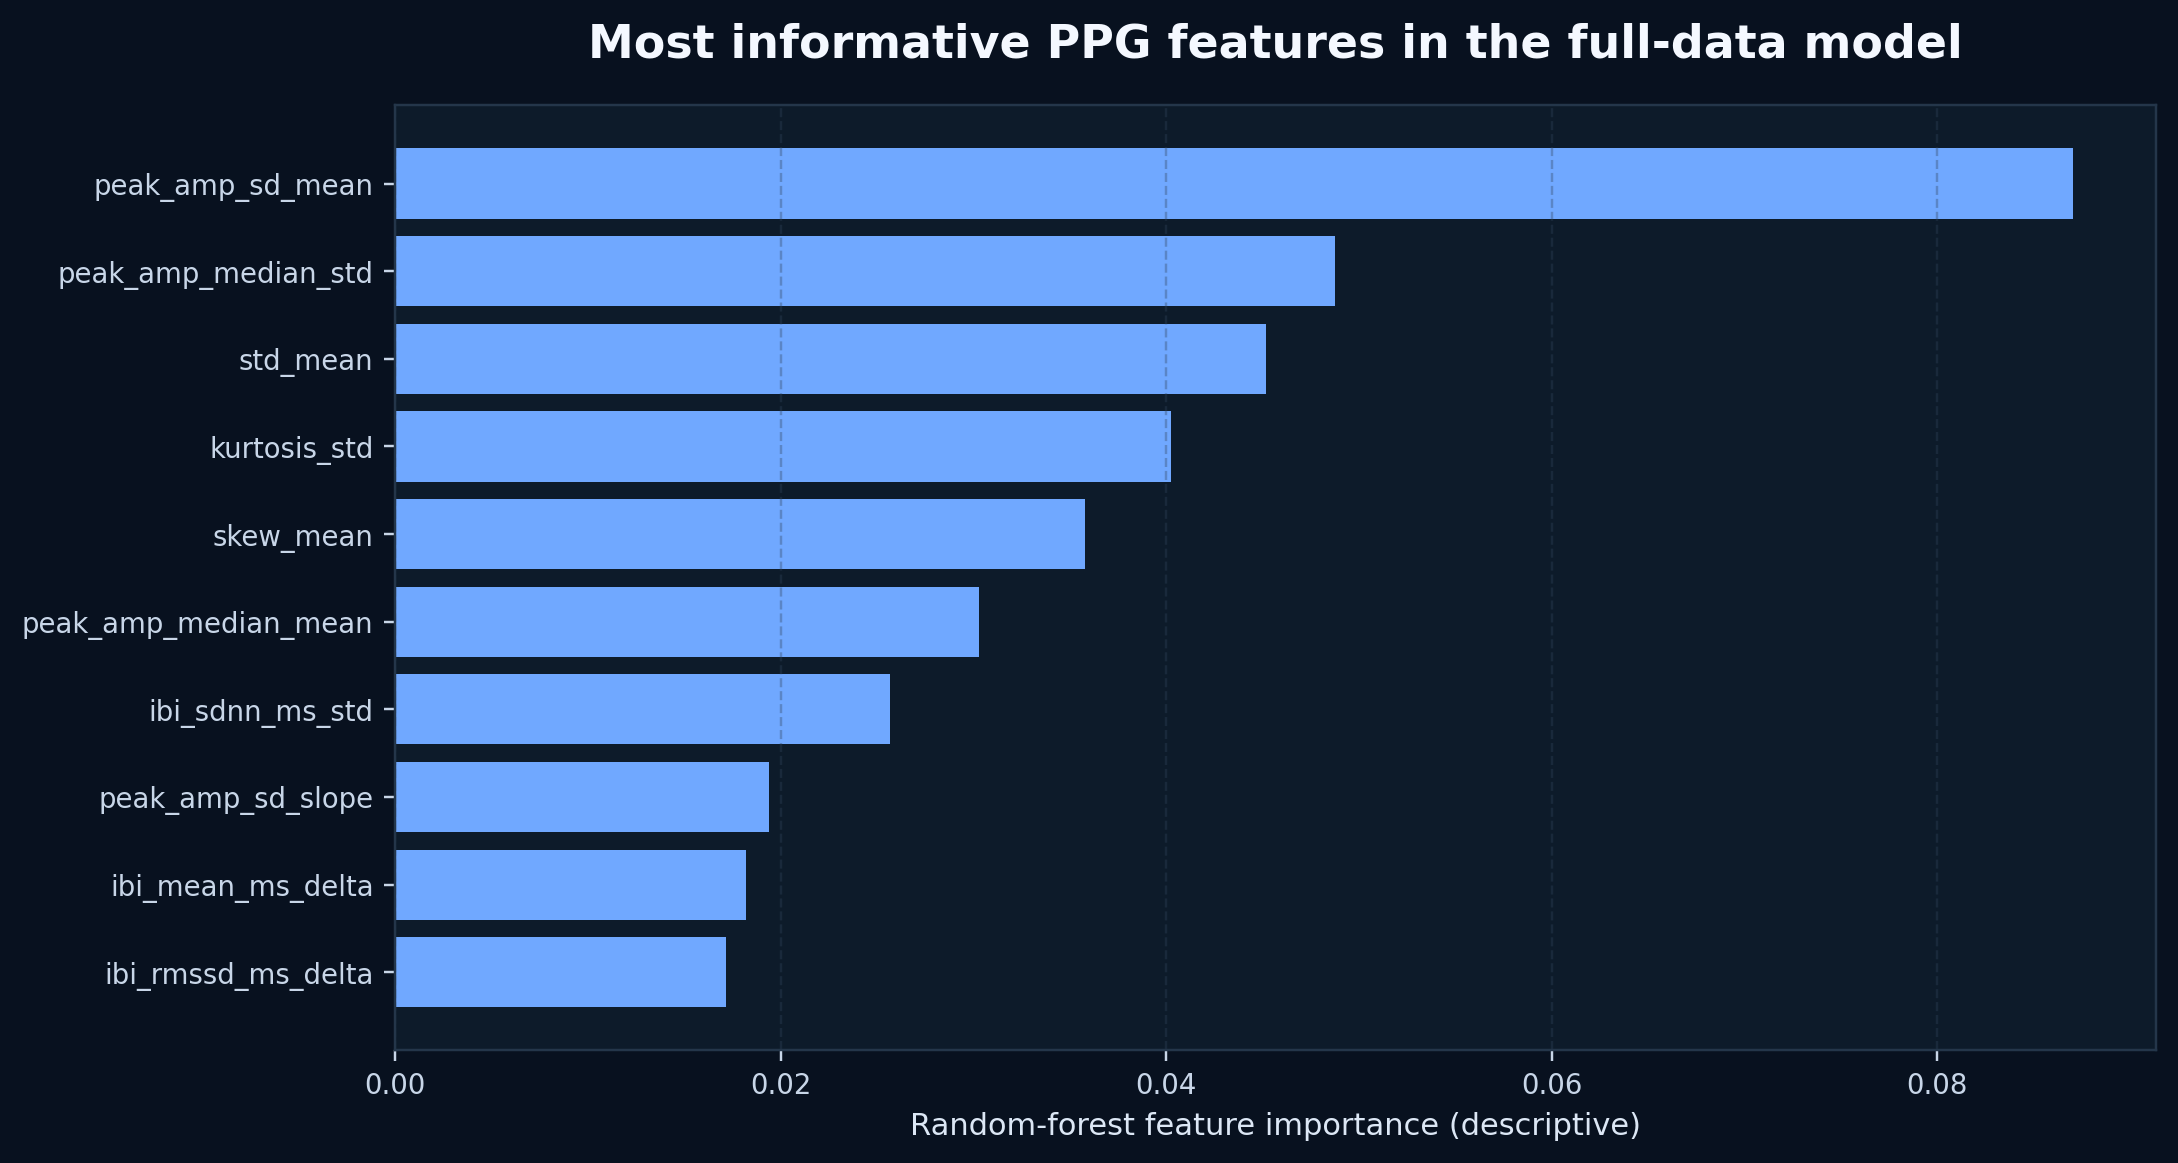 Most informative PPG features in the full-data model
peak_amp_sd_mean
peak_amp_median_std
std_mean
kurtosis_std
skew_mean
peak_amp_median_mean
ibi_sdnn_ms_std
peak_amp_sd_slope
ibi_mean_ms_delta
ibi_rmssd_ms_delta
0.00 0.02 0.04 0.06 0.08
Random-forest feature importance (descriptive)